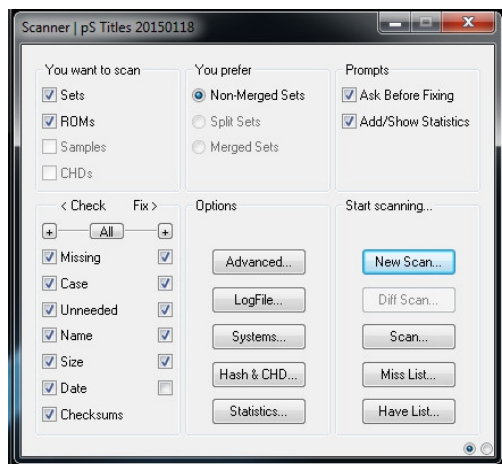 Scanner | pS Titles 20150118
You want to scan
Sets
ROMs
Samples
CHDs
You prefer
Non-Merged Sets
Split Sets
Merged Sets
Prompts
Ask Before Fixing
Add/Show Statistics
< Check Fix >
+ All +
Missing
Case
Unneeded
Name
Size
Date
Checksums
Options
Advanced...
LogFile...
Systems...
Hash & CHD...
Statistics...
Start scanning...
New Scan...
Diff Scan...
Scan...
Miss List...
Have List...